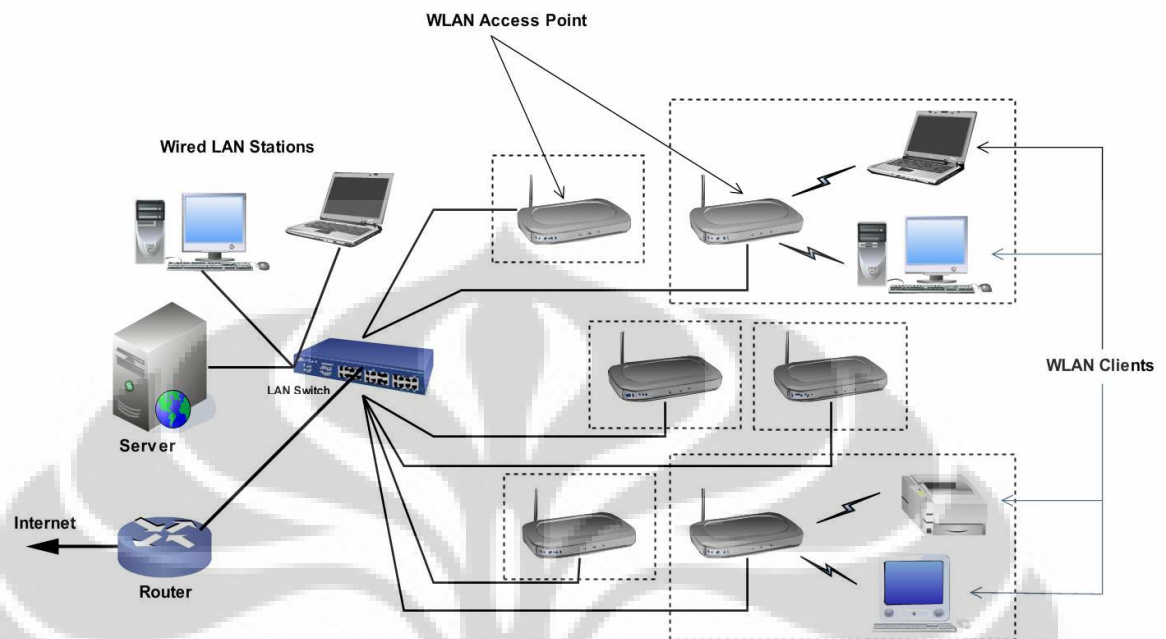 WLAN Access Point
Wired LAN Stations
LAN Switch
WLAN Clients
Server
Internet
Router